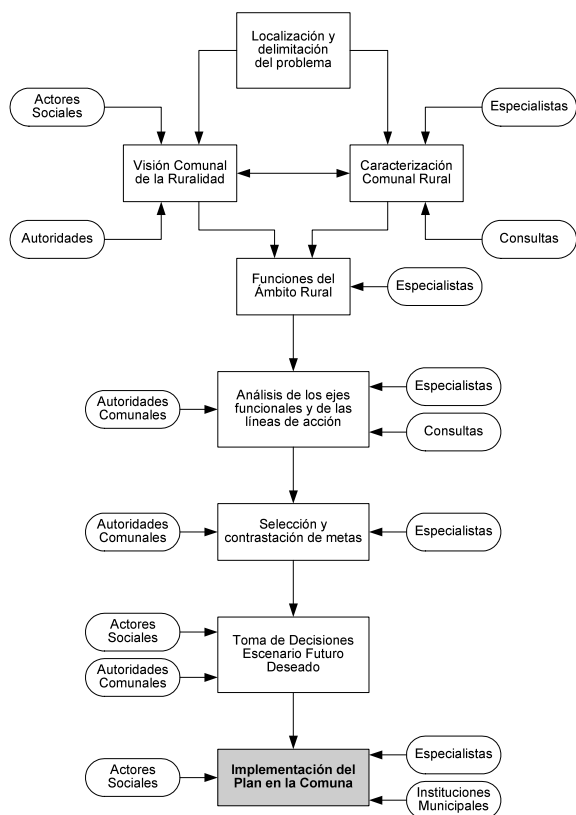 Localización y
delimitación
del problema
Actores
Sociales
Especialistas
Visión Comunal
de la Ruralidad
Caracterización
Comunal Rural
Autoridades
Consultas
Funciones del
Ámbito Rural
Especialistas
Autoridades
Comunales
Análisis de los ejes
funcionales y de las
líneas de acción
Especialistas
Consultas
Autoridades
Comunales
Selección y
contrastación de metas
Especialistas
Actores
Sociales
Autoridades
Comunales
Toma de Decisiones
Escenario Futuro
Deseado
Actores
Sociales
Implementación del
Plan en la Comuna
Especialistas
Instituciones
Municipales